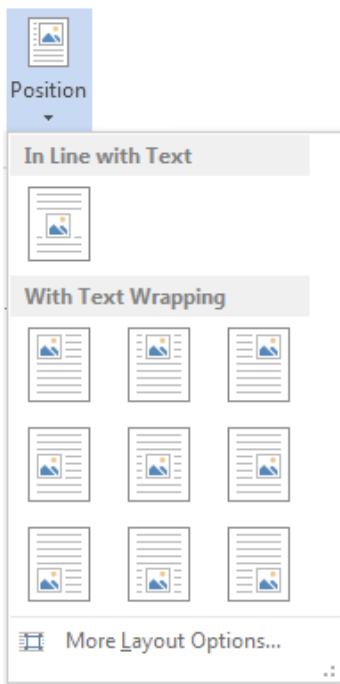 Position
In Line with Text
With Text Wrapping
More Layout Options...